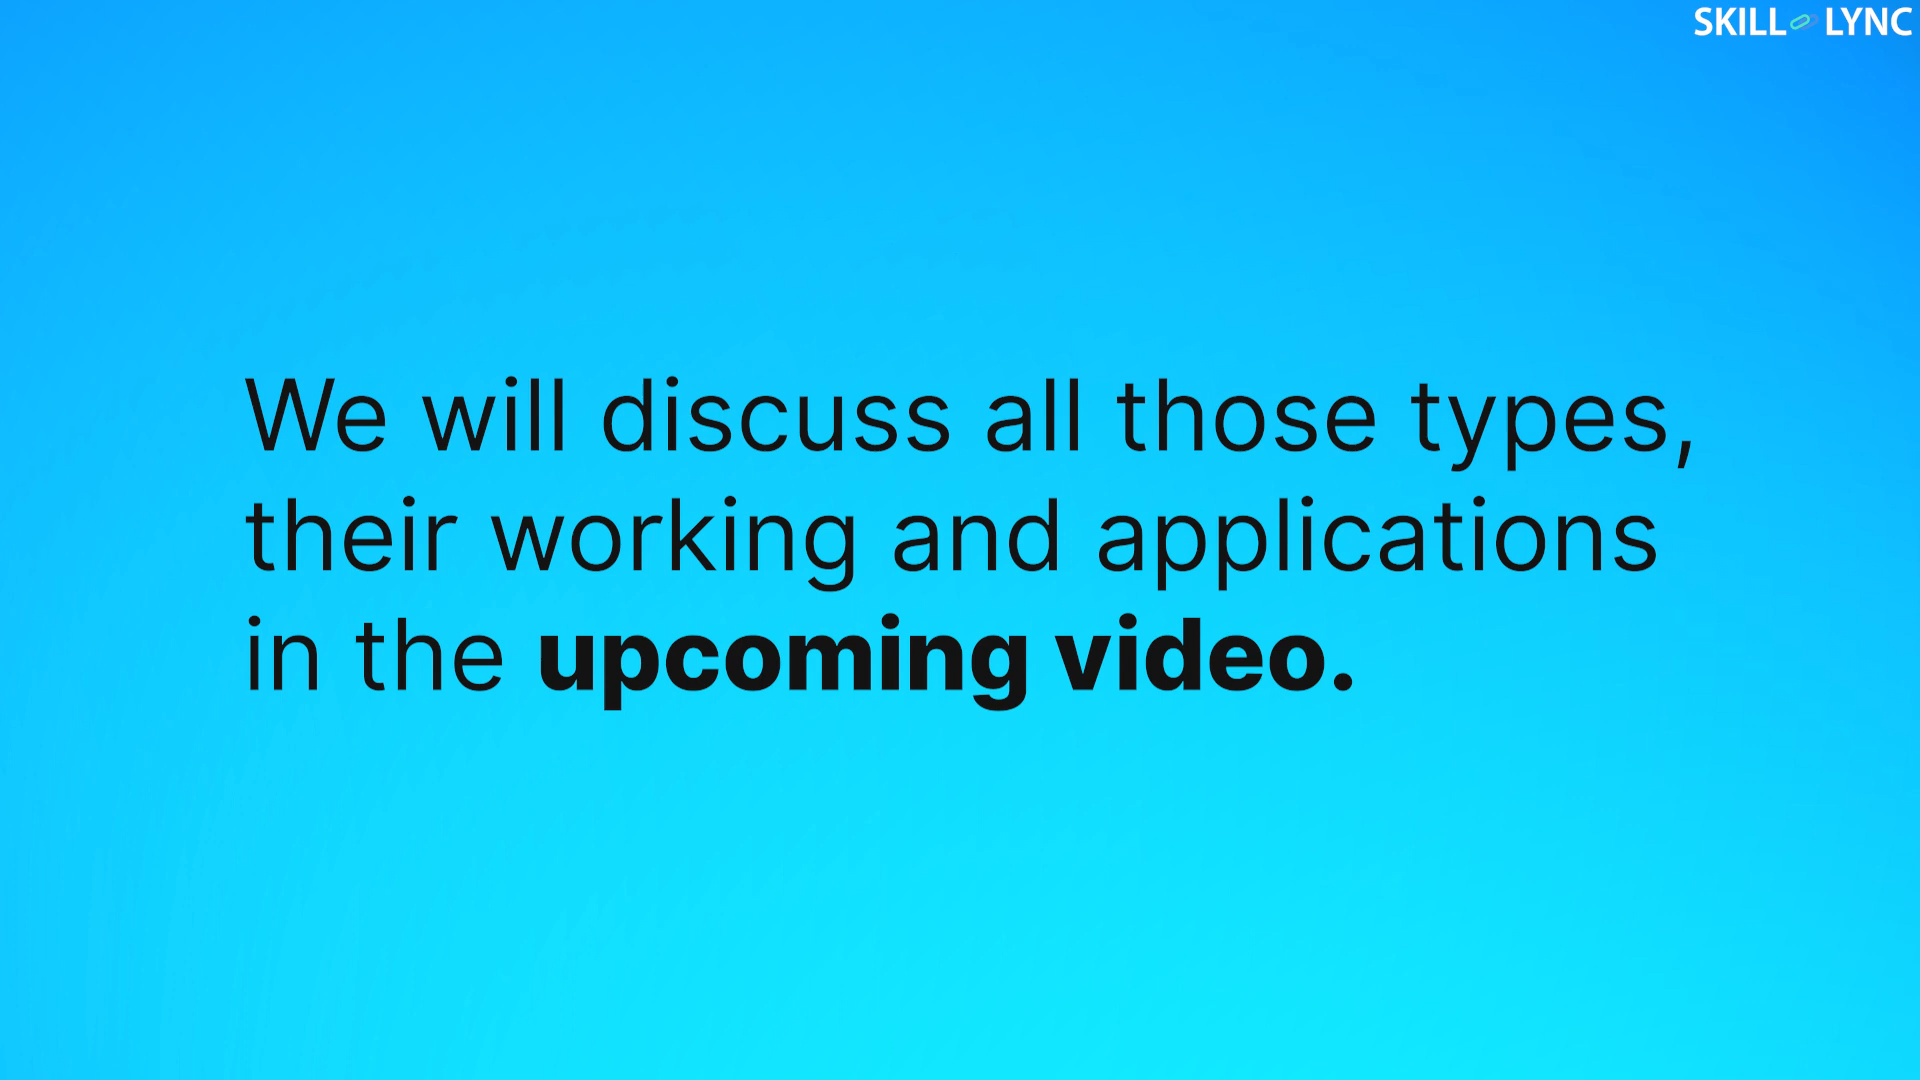 SKILL LYNC
We will discuss all those types,
their working and applications
in the upcoming video.